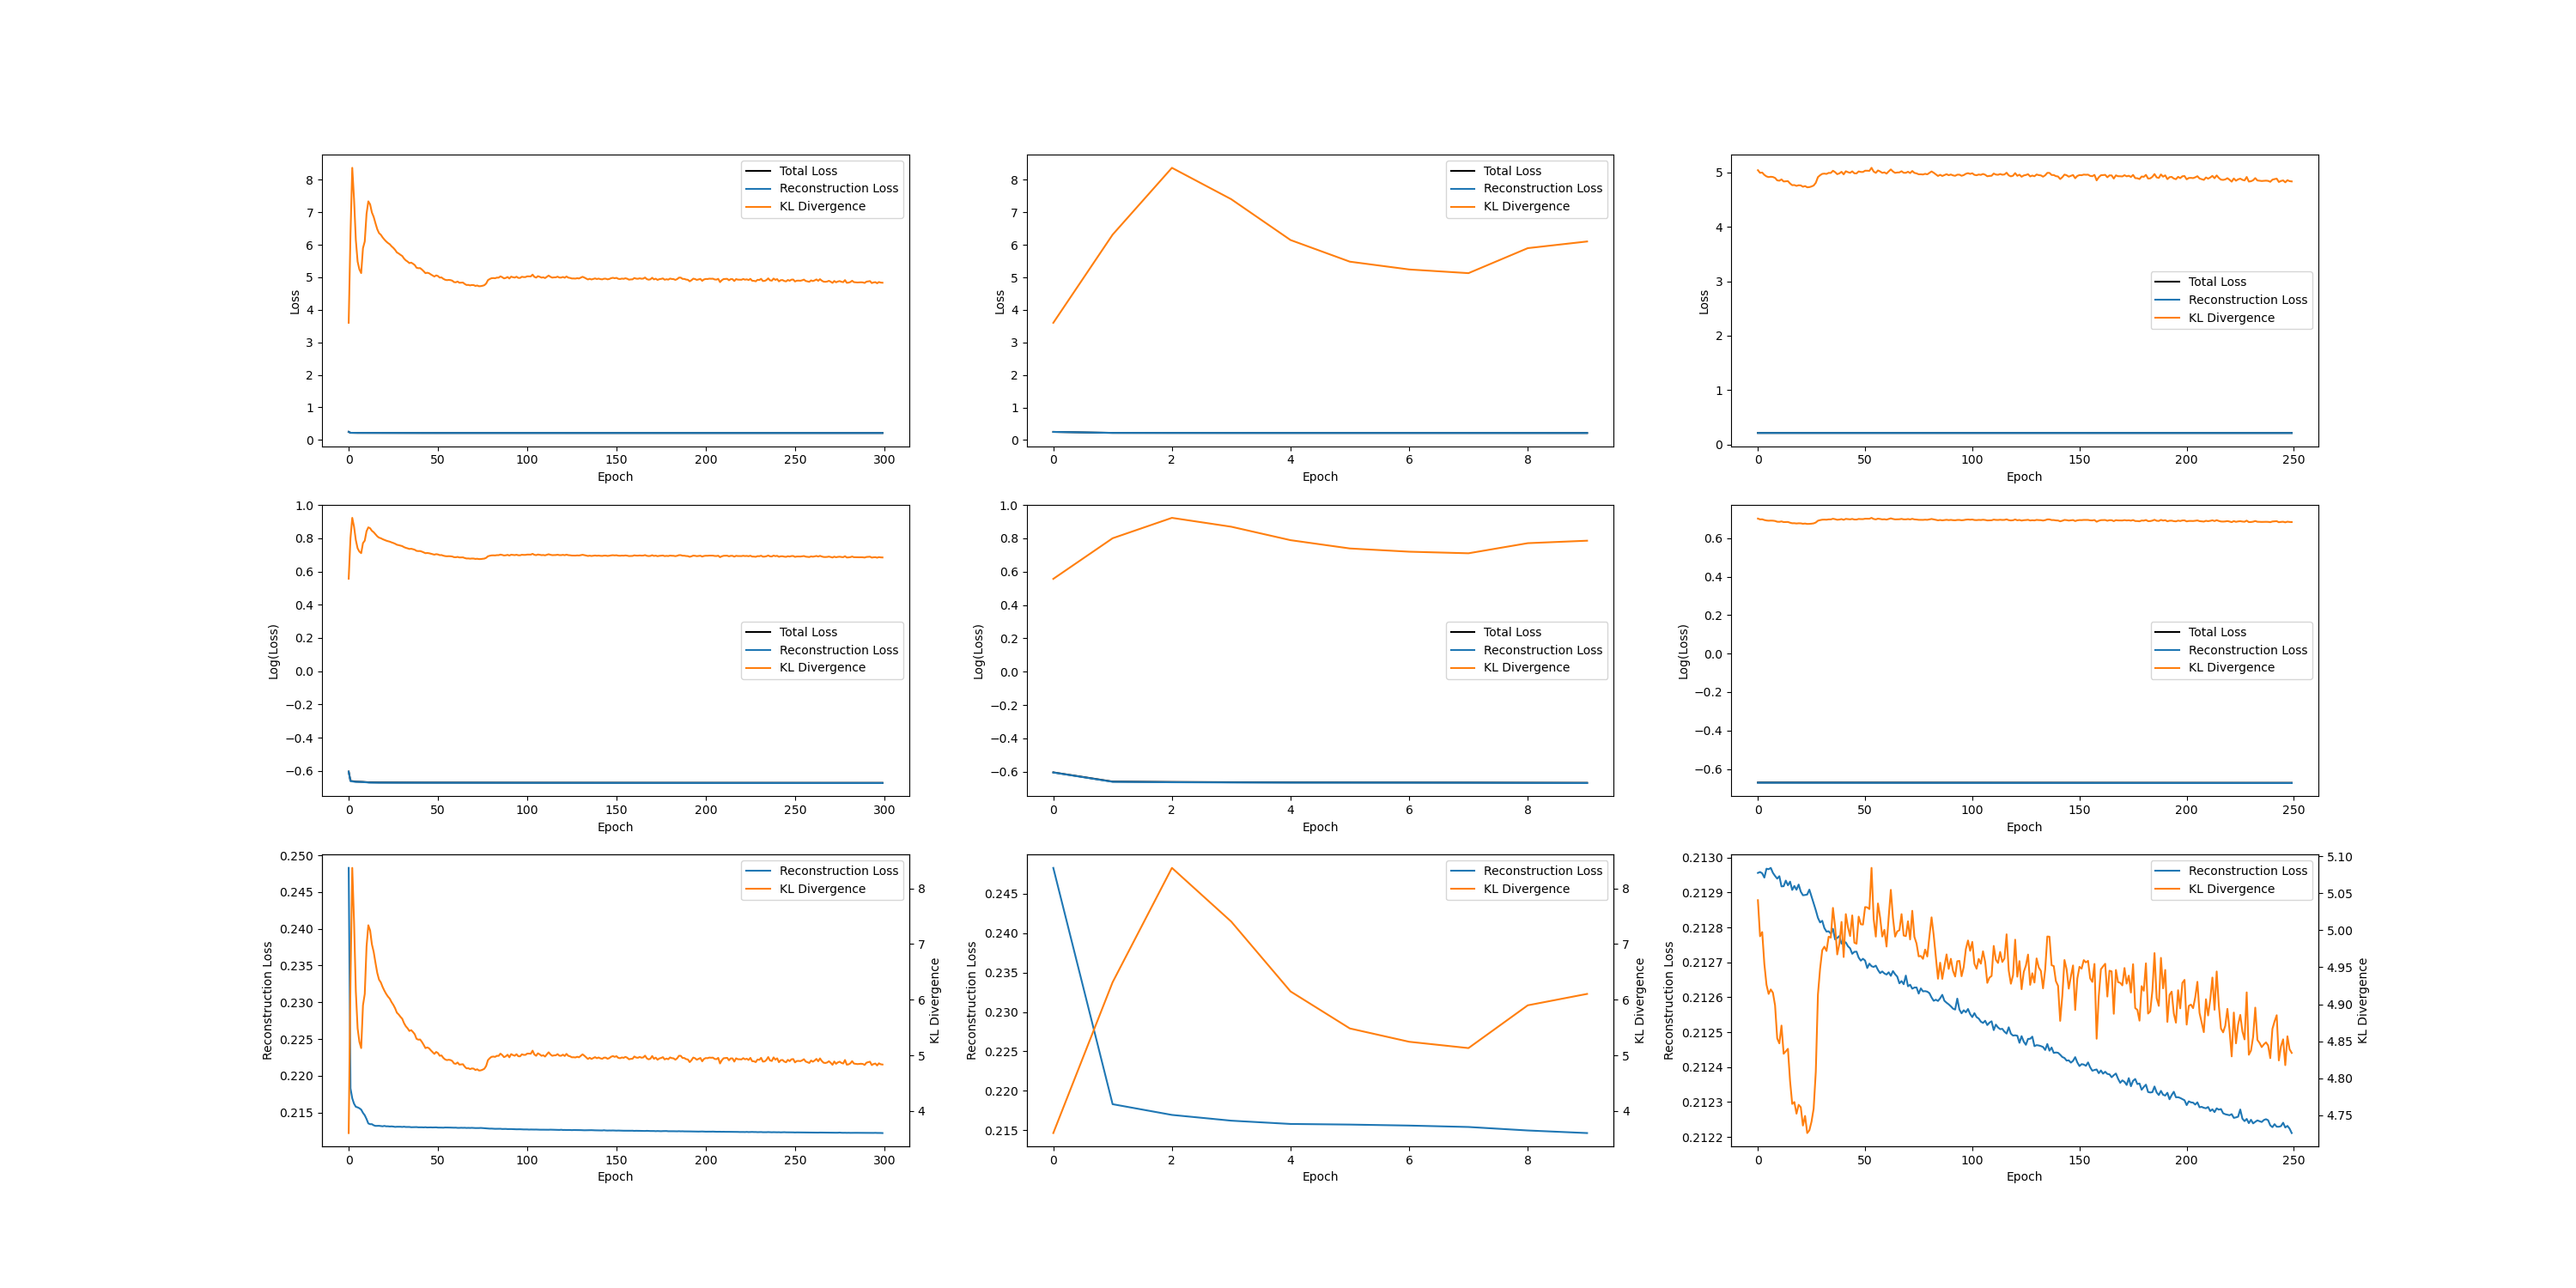 Loss
8
7
6
5
4
3
2
1
0
Total Loss
Reconstruction Loss
KL Divergence
0 50 100 150 200 250 300
Epoch
Loss
8
7
6
5
4
3
2
1
0
Total Loss
Reconstruction Loss
KL Divergence
0 2 4 6 8
Epoch
Loss
5
4
3
2
1
0
Total Loss
Reconstruction Loss
KL Divergence
0 50 100 150 200 250
Epoch
Log(Loss)
1.0
0.8
0.6
0.4
0.2
0.0
−0.2
−0.4
−0.6
Total Loss
Reconstruction Loss
KL Divergence
0 50 100 150 200 250 300
Epoch
Log(Loss)
1.0
0.8
0.6
0.4
0.2
0.0
−0.2
−0.4
−0.6
Total Loss
Reconstruction Loss
KL Divergence
0 2 4 6 8
Epoch
Log(Loss)
0.6
0.4
0.2
0.0
−0.2
−0.4
−0.6
Total Loss
Reconstruction Loss
KL Divergence
0 50 100 150 200 250
Epoch
Reconstruction Loss
0.250
0.245
0.240
0.235
0.230
0.225
0.220
0.215
Reconstruction Loss
KL Divergence
8
7
6
5
4
KL Divergence
0 50 100 150 200 250 300
Epoch
Reconstruction Loss
0.245
0.240
0.235
0.230
0.225
0.220
0.215
Reconstruction Loss
KL Divergence
8
7
6
5
4
KL Divergence
0 2 4 6 8
Epoch
Reconstruction Loss
0.2130
0.2129
0.2128
0.2127
0.2126
0.2125
0.2124
0.2123
0.2122
Reconstruction Loss
KL Divergence
5.10
5.05
5.00
4.95
4.90
4.85
4.80
4.75
KL Divergence
0 50 100 150 200 250
Epoch